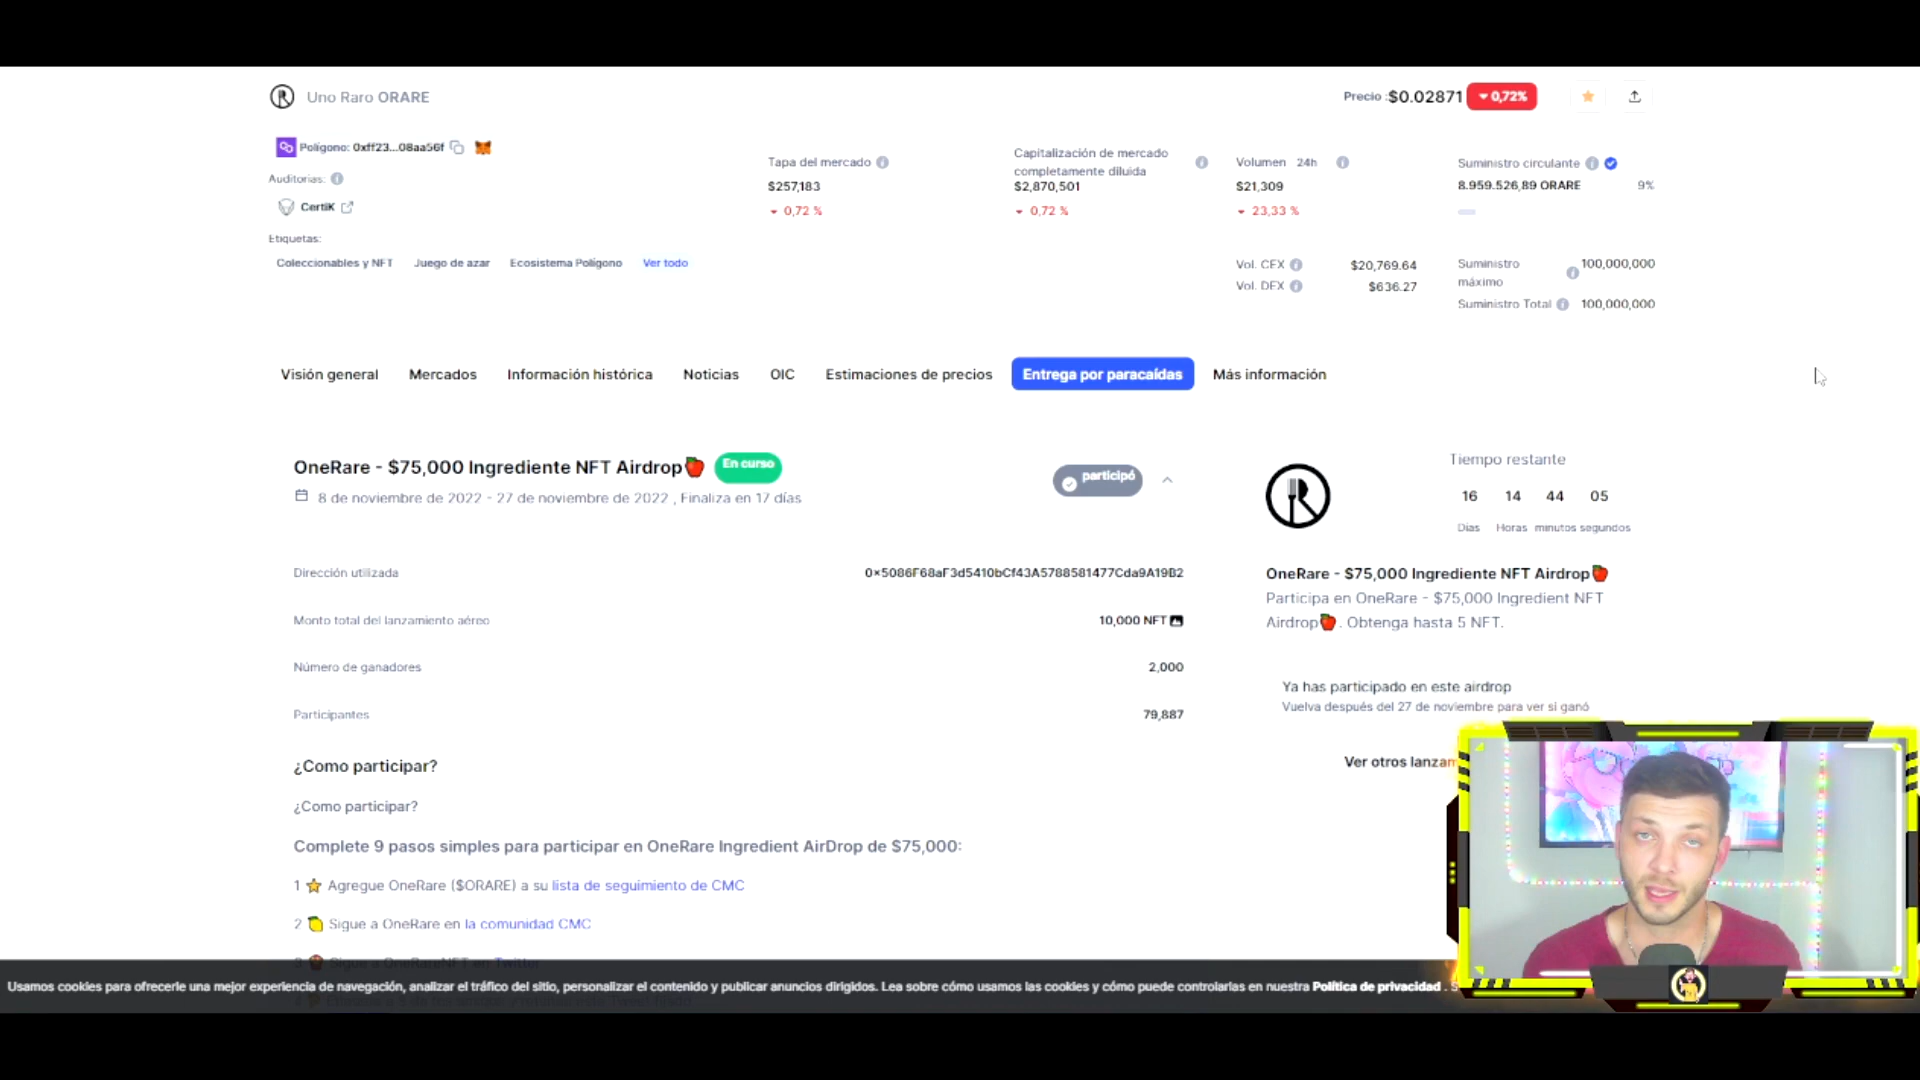 Uno Raro ORARE
Precio :$0.02871 0,72%
Polígono: 0xff23...08aa56f
Auditorías:
CertiK
Etiquetas:
Coleccionables y NFT Juego de azar Ecosistema Polígono Ver todo
Tapa del mercado
$257,183
0,72 %
Capitalización de mercado
completamente diluida
$2,870,501
0,72 %
Volumen 24h
$21,309
23,33 %
Vol. CEX $20,769.64
Vol. DEX $636.27
Suministro circulante
8.959.526,89 ORARE 9%
Suministro
máximo 100,000,000
Suministro Total 100,000,000
Visión general Mercados Información histórica Noticias OIC Estimaciones de precios Entrega por paracaídas Más información
OneRare - $75,000 Ingrediente NFT Airdrop🍎 En curso
8 de noviembre de 2022 - 27 de noviembre de 2022 , Finaliza en 17 días
participó
Dirección utilizada 0x5086F68aF3d5410bCf43A5788581477Cda9A19B2
Monto total del lanzamiento aéreo 10,000 NFT
Número de ganadores 2,000
Participantes 79,887
¿Como participar?
¿Como participar?
Complete 9 pasos simples para participar en OneRare Ingredient AirDrop de $75,000:
1 ⭐ Agregue OneRare ($ORARE) a su lista de seguimiento de CMC
2 🍋 Sigue a OneRare en la comunidad CMC
3 Sigue a OneRareNFT en Twitter
Tiempo restante
16 14 44 05
Días Horas minutos segundos
OneRare - $75,000 Ingrediente NFT Airdrop🍎
Participa en OneRare - $75,000 Ingredient NFT
Airdrop🍎. Obtenga hasta 5 NFT.
Ya has participado en este airdrop
Vuelva después del 27 de noviembre para ver si ganó
Ver otros lanzam
Usamos cookies para ofrecerle una mejor experiencia de navegación, analizar el tráfico del sitio, personalizar el contenido y publicar anuncios dirigidos. Lea sobre cómo usamos las cookies y cómo puede controlarlas en nuestra Política de privacidad . S